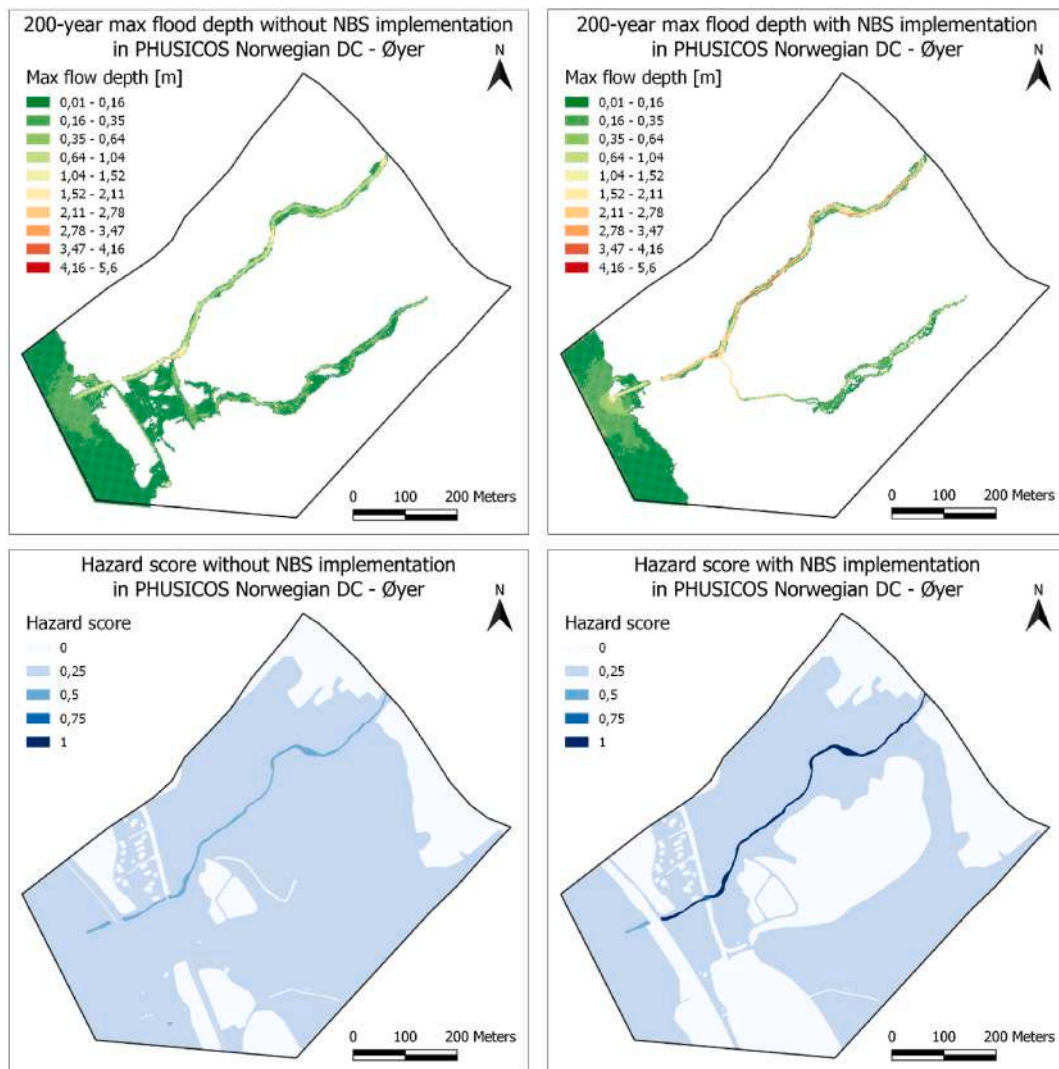 200-year max flood depth without NBS implementation
in PHUSICOS Norwegian DC - Øyer
N
Max flow depth [m]
0,01 - 0,16
0,16 - 0,35
0,35 - 0,64
0,64 - 1,04
1,04 - 1,52
1,52 - 2,11
2,11 - 2,78
2,78 - 3,47
3,47 - 4,16
4,16 - 5,6
0 100 200 Meters
200-year max flood depth with NBS implementation
in PHUSICOS Norwegian DC - Øyer
N
Max flow depth [m]
0,01 - 0,16
0,16 - 0,35
0,35 - 0,64
0,64 - 1,04
1,04 - 1,52
1,52 - 2,11
2,11 - 2,78
2,78 - 3,47
3,47 - 4,16
4,16 - 5,6
0 100 200 Meters
Hazard score without NBS implementation
in PHUSICOS Norwegian DC - Øyer
N
Hazard score
0
0,25
0,5
0,75
1
0 100 200 Meters
Hazard score with NBS implementation
in PHUSICOS Norwegian DC - Øyer
N
Hazard score
0
0,25
0,5
0,75
1
0 100 200 Meters